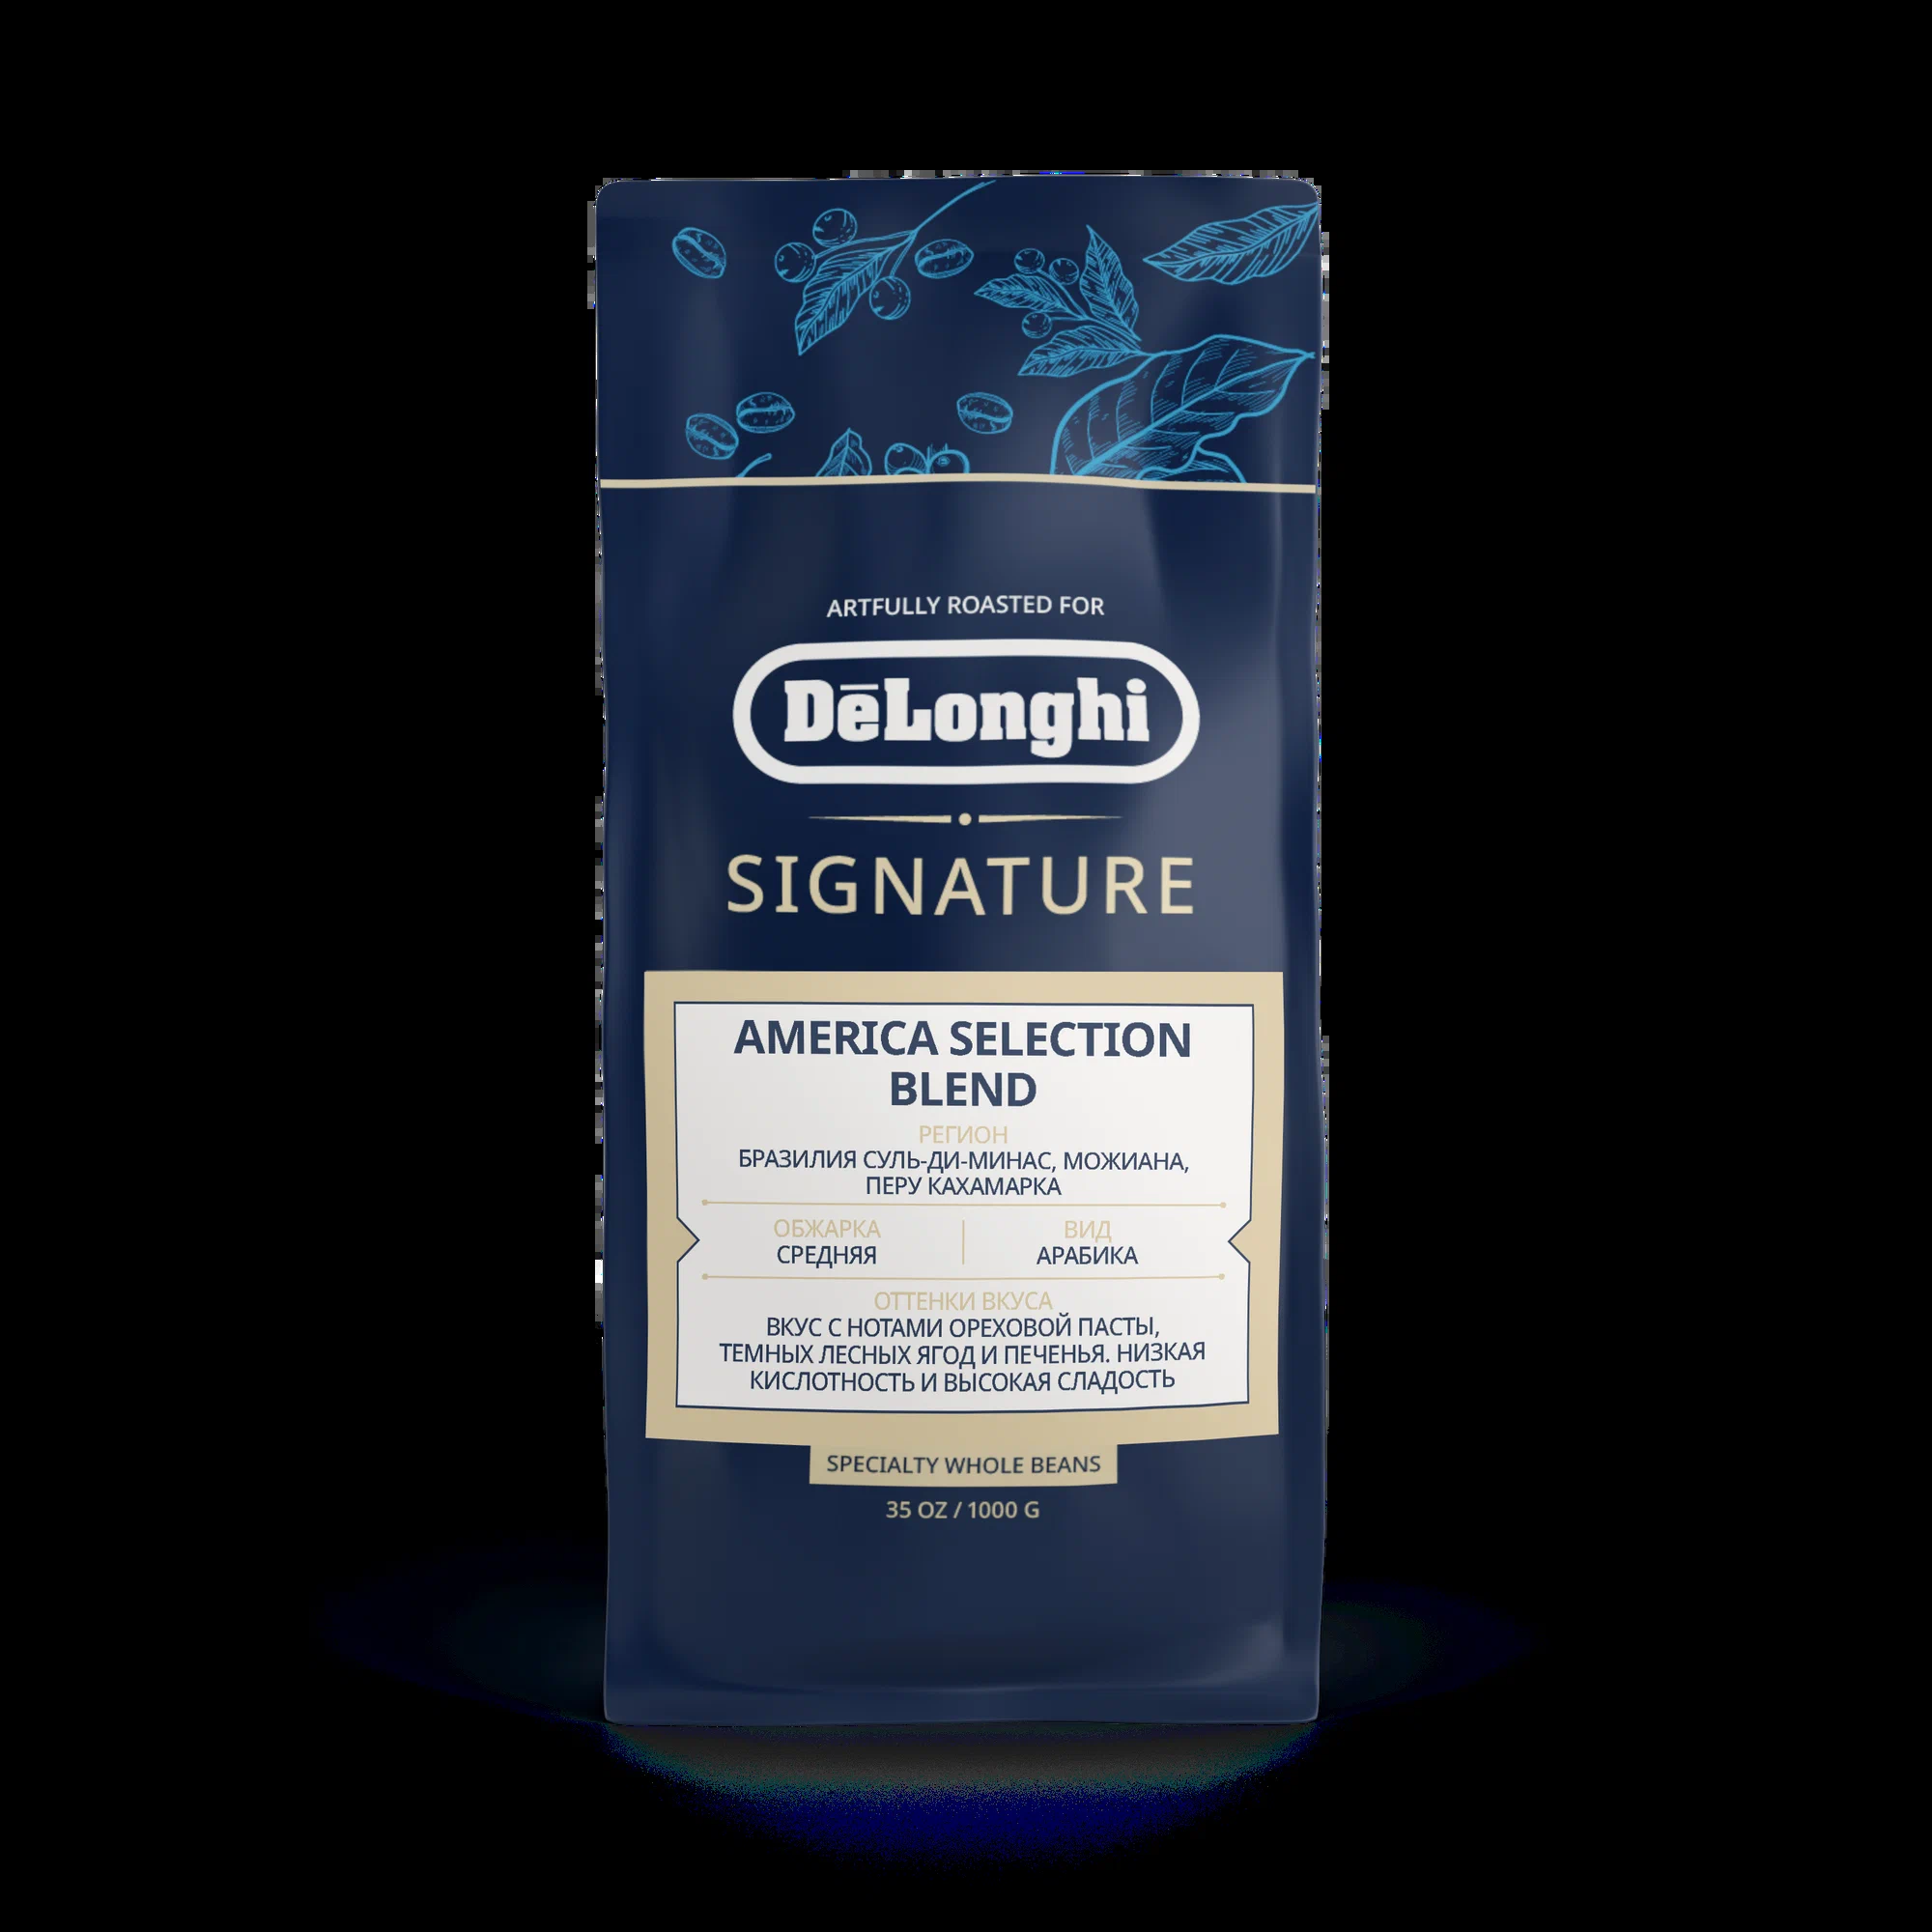 ARTFULLY ROASTED FOR
DēLonghi
SIGNATURE
AMERICA SELECTION
BLEND
РЕГИОН
БРАЗИЛИЯ СУЛЬ-ДИ-МИНАС, МОЖИАНА,
ПЕРУ КАХАМАРКА
ОБЖАРКА
СРЕДНЯЯ
ВИД
АРАБИКА
ОТТЕНКИ ВКУСА
ВКУС С НОТАМИ ОРЕХОВОЙ ПАСТЫ,
ТЕМНЫХ ЛЕСНЫХ ЯГОД И ПЕЧЕНЬЯ. НИЗКАЯ
КИСЛОТНОСТЬ И ВЫСОКАЯ СЛАДОСТЬ
SPECIALTY WHOLE BEANS
35 OZ / 1000 G